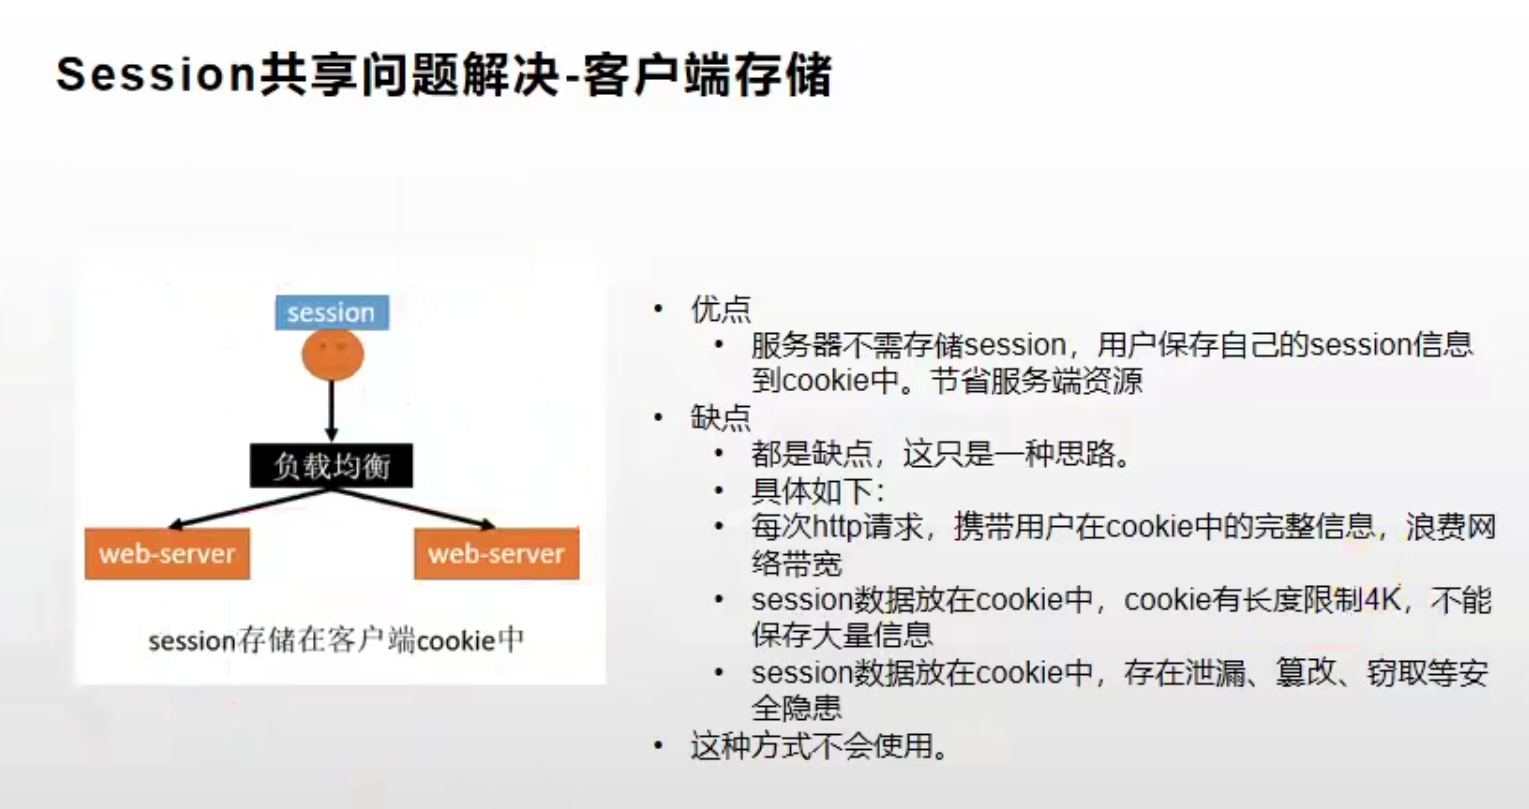 Session共享问题解决-客户端存储
session
负载均衡
web-server
web-server
session存储在客户端cookie中
• 优点
• 服务器不需存储session，用户保存自己的session信息
到cookie中。节省服务端资源
• 缺点
• 都是缺点，这只是一种思路。
• 具体如下：
• 每次http请求，携带用户在cookie中的完整信息，浪费网
络带宽
• session数据放在cookie中，cookie有长度限制4K，不能
保存大量信息
• session数据放在cookie中，存在泄漏、篡改、窃取等安
全隐患
• 这种方式不会使用。